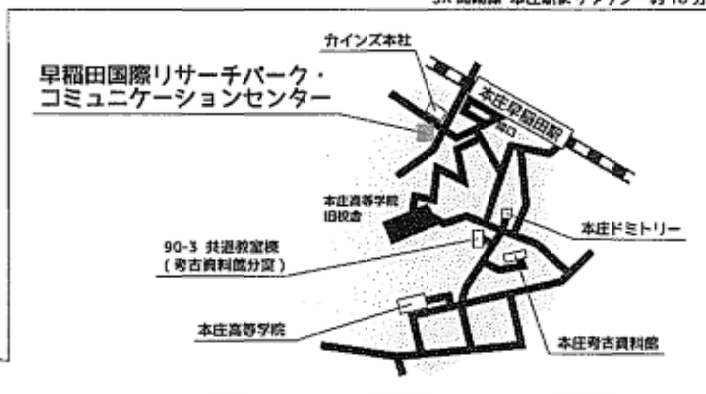 カインズ本社
早稲田国際リサーチパーク・
コミュニケーションセンター
本庄早稲田駅
南口
本庄高等学院
旧校舎
本庄ドミトリー
90-3 共通教室棟
(考古資料館分室)
本庄高等学院
本庄考古資料館